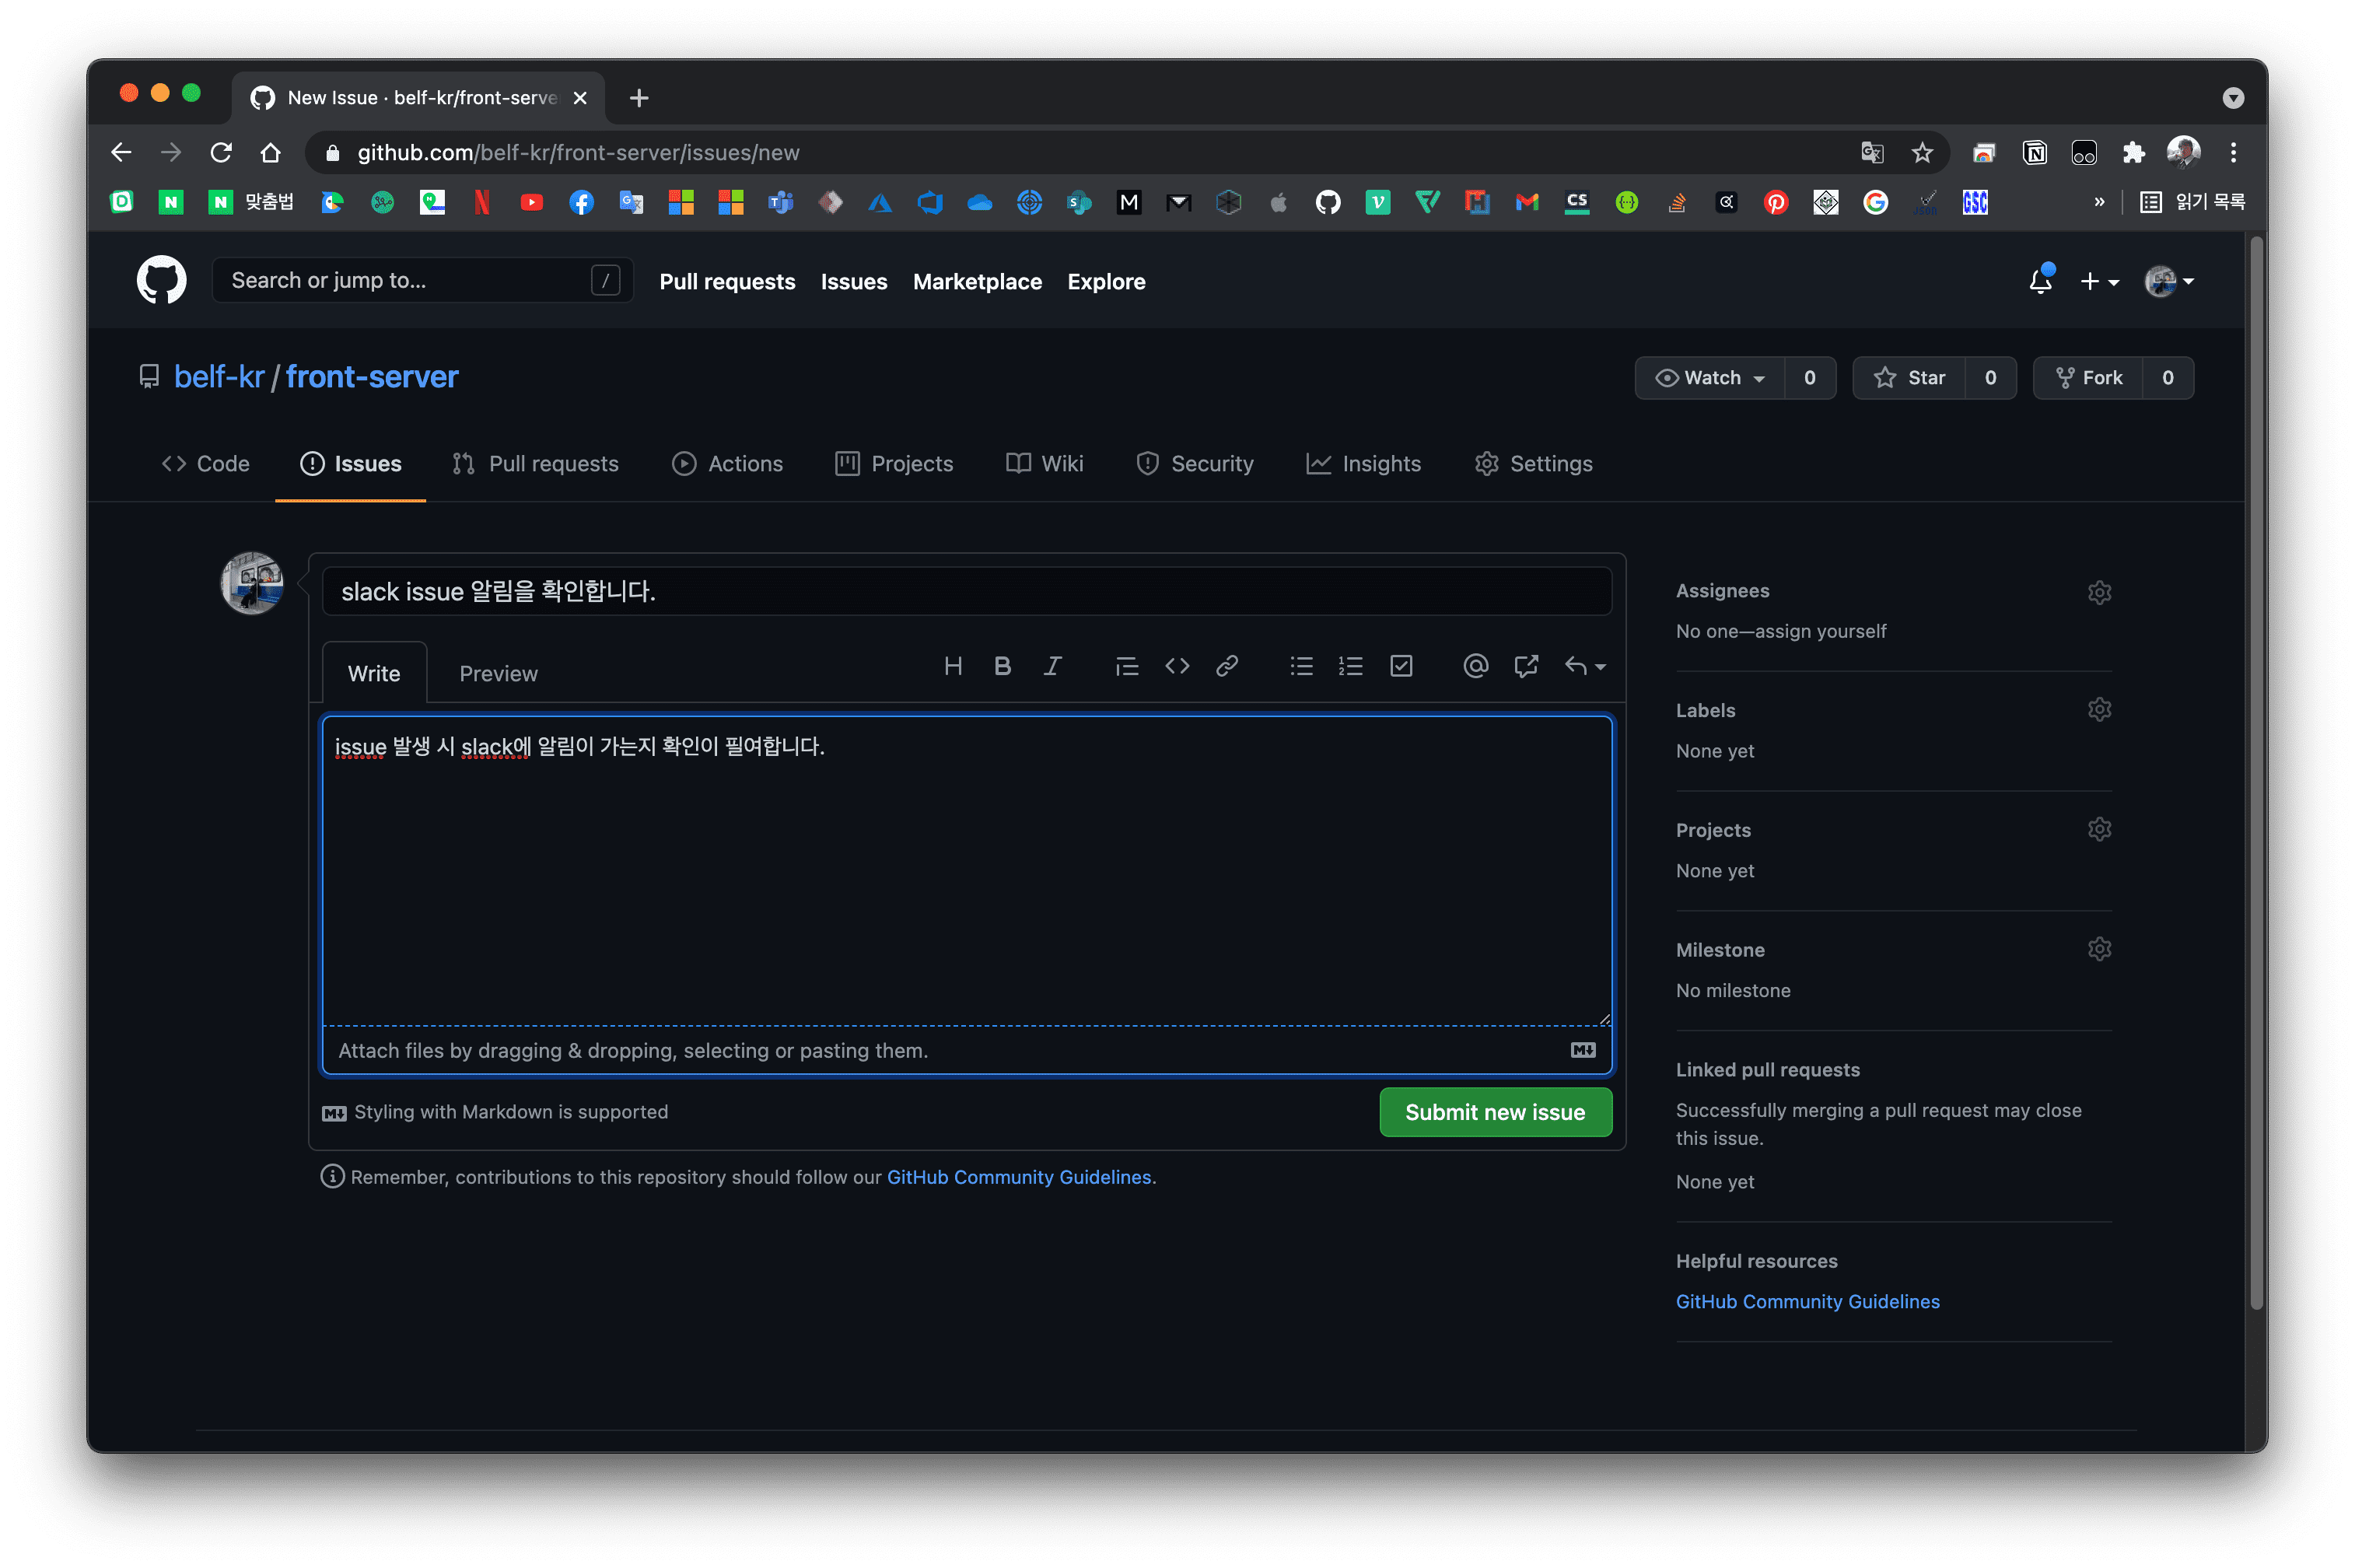 New Issue · belf-kr/front-serve
github.com/belf-kr/front-server/issues/new
맞춤법
CS
GSC
읽기 목록
Search or jump to... /
Pull requests Issues Marketplace Explore
belf-kr / front-server
Watch 0 Star 0 Fork 0
Code Issues Pull requests Actions Projects Wiki Security Insights Settings
slack issue 알림을 확인합니다.
Write Preview
issue 발생 시 slack에 알림이 가는지 확인이 필여합니다.
Attach files by dragging & dropping, selecting or pasting them.
Styling with Markdown is supported
Submit new issue
Remember, contributions to this repository should follow our GitHub Community Guidelines.
Assignees
No one—assign yourself
Labels
None yet
Projects
None yet
Milestone
No milestone
Linked pull requests
Successfully merging a pull request may close
this issue.
None yet
Helpful resources
GitHub Community Guidelines